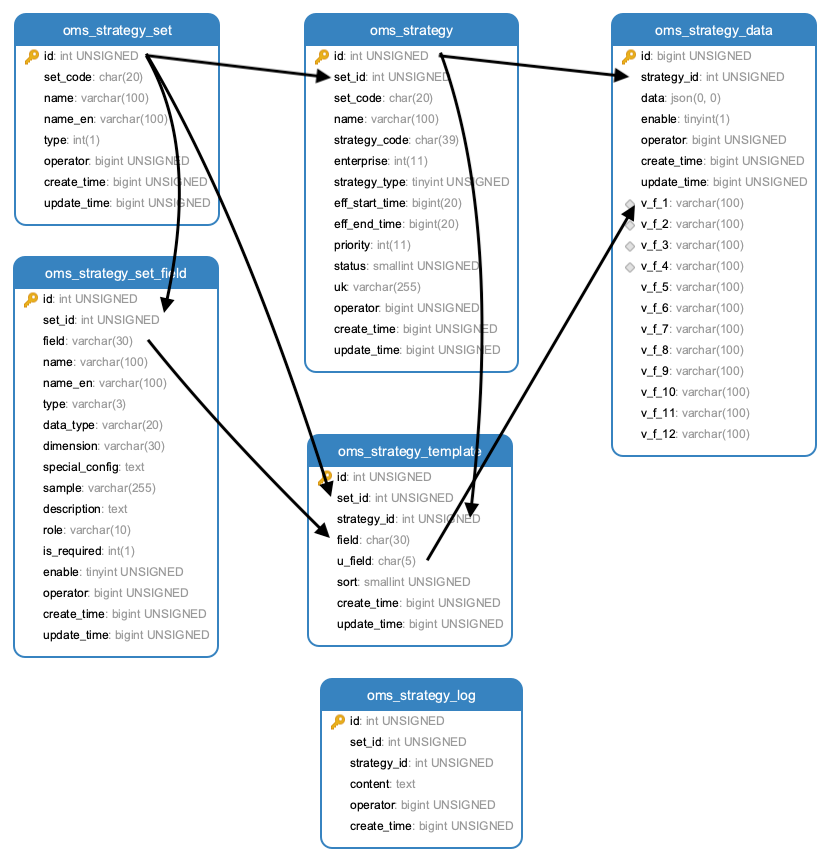 oms_strategy_set
id: int UNSIGNED
set_code: char(20)
name: varchar(100)
name_en: varchar(100)
type: int(1)
operator: bigint UNSIGNED
create_time: bigint UNSIGNED
update_time: bigint UNSIGNED
oms_strategy
id: int UNSIGNED
set_id: int UNSIGNED
set_code: char(20)
name: varchar(100)
strategy_code: char(39)
enterprise: int(11)
strategy_type: tinyint UNSIGNED
eff_start_time: bigint(20)
eff_end_time: bigint(20)
priority: int(11)
status: smallint UNSIGNED
uk: varchar(255)
operator: bigint UNSIGNED
create_time: bigint UNSIGNED
update_time: bigint UNSIGNED
oms_strategy_data
id: bigint UNSIGNED
strategy_id: int UNSIGNED
data: json(0, 0)
enable: tinyint(1)
operator: bigint UNSIGNED
create_time: bigint UNSIGNED
update_time: bigint UNSIGNED
v_f_1: varchar(100)
v_f_2: varchar(100)
v_f_3: varchar(100)
v_f_4: varchar(100)
v_f_5: varchar(100)
v_f_6: varchar(100)
v_f_7: varchar(100)
v_f_8: varchar(100)
v_f_9: varchar(100)
v_f_10: varchar(100)
v_f_11: varchar(100)
v_f_12: varchar(100)
oms_strategy_set_field
id: int UNSIGNED
set_id: int UNSIGNED
field: varchar(30)
name: varchar(100)
name_en: varchar(100)
type: varchar(3)
data_type: varchar(20)
dimension: varchar(30)
special_config: text
sample: varchar(255)
description: text
role: varchar(10)
is_required: int(1)
enable: tinyint UNSIGNED
operator: bigint UNSIGNED
create_time: bigint UNSIGNED
update_time: bigint UNSIGNED
oms_strategy_template
id: int UNSIGNED
set_id: int UNSIGNED
strategy_id: int UNSIGNED
field: char(30)
u_field: char(5)
sort: smallint UNSIGNED
create_time: bigint UNSIGNED
update_time: bigint UNSIGNED
oms_strategy_log
id: int UNSIGNED
set_id: int UNSIGNED
strategy_id: int UNSIGNED
content: text
operator: bigint UNSIGNED
create_time: bigint UNSIGNED